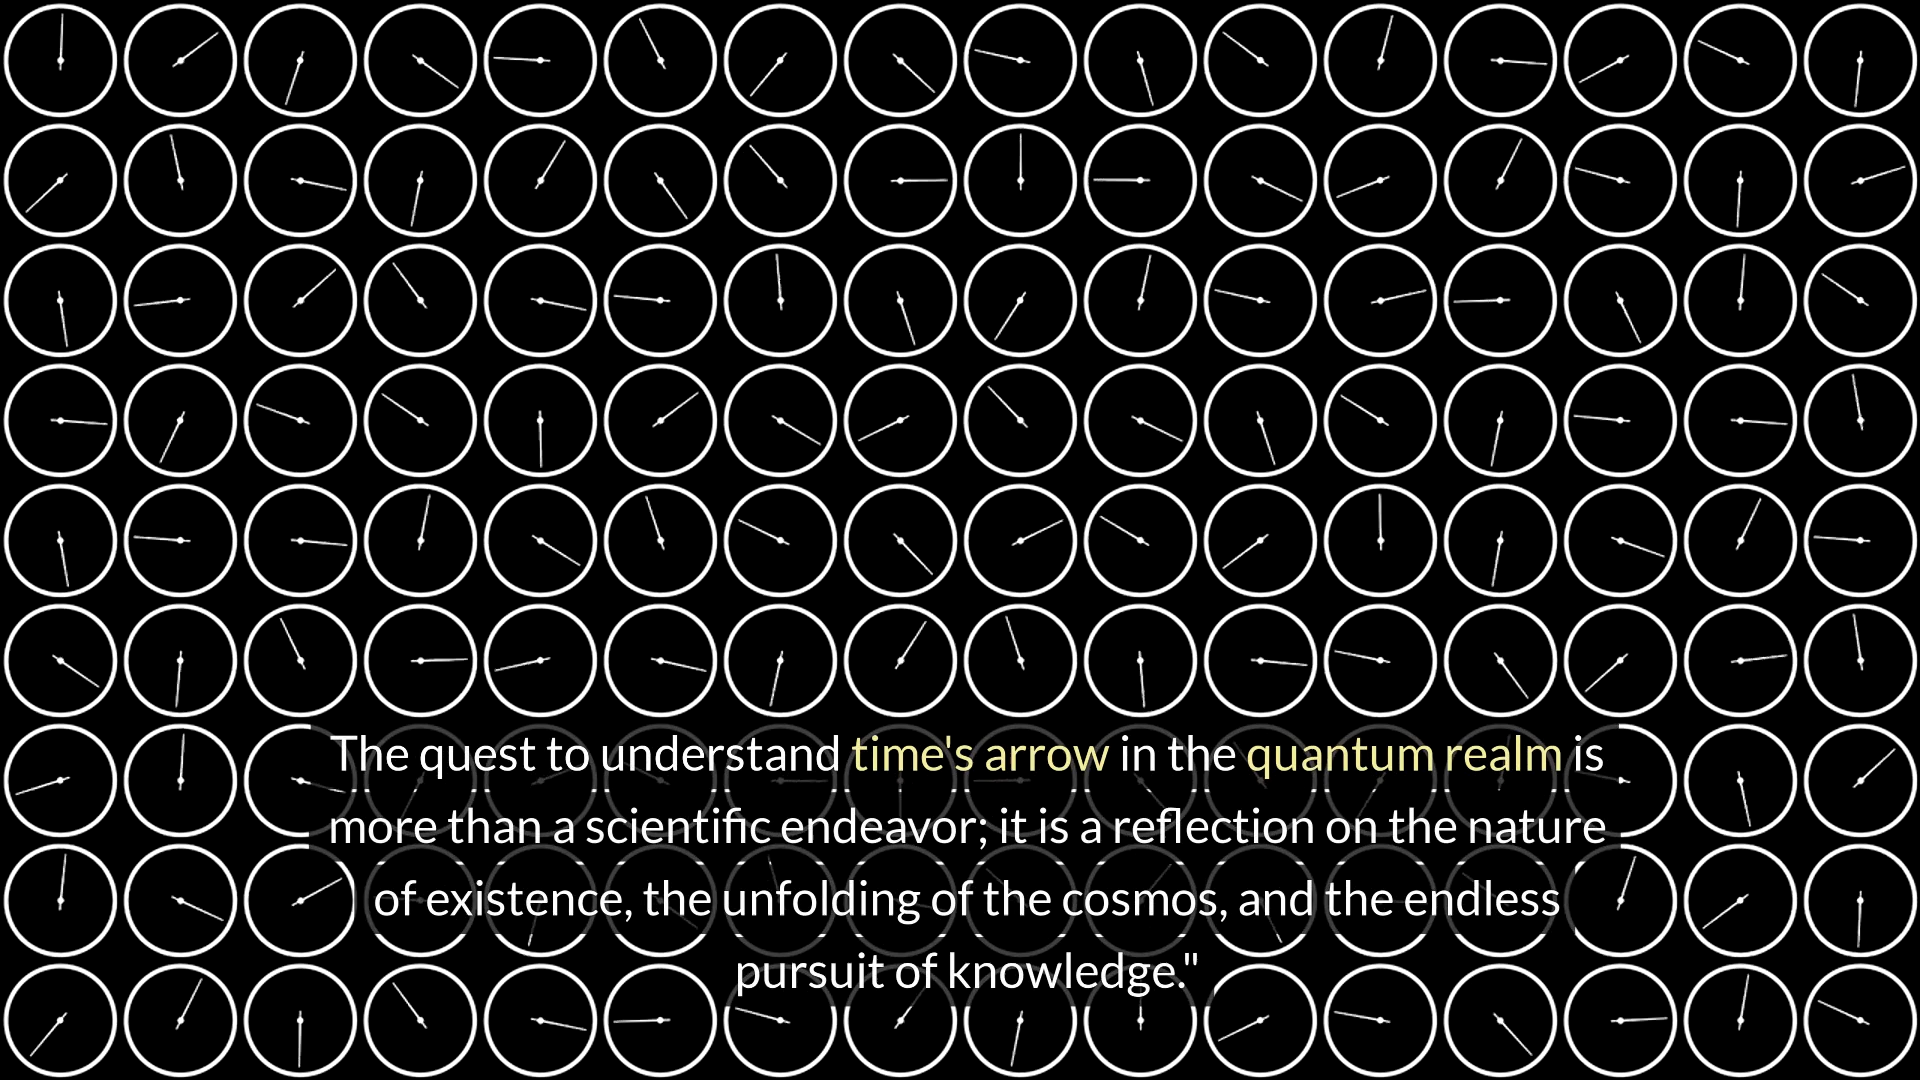 The quest to understand time's arrow in the quantum realm is
more than a scientific endeavor; it is a reflection on the nature
of existence, the unfolding of the cosmos, and the endless
pursuit of knowledge."